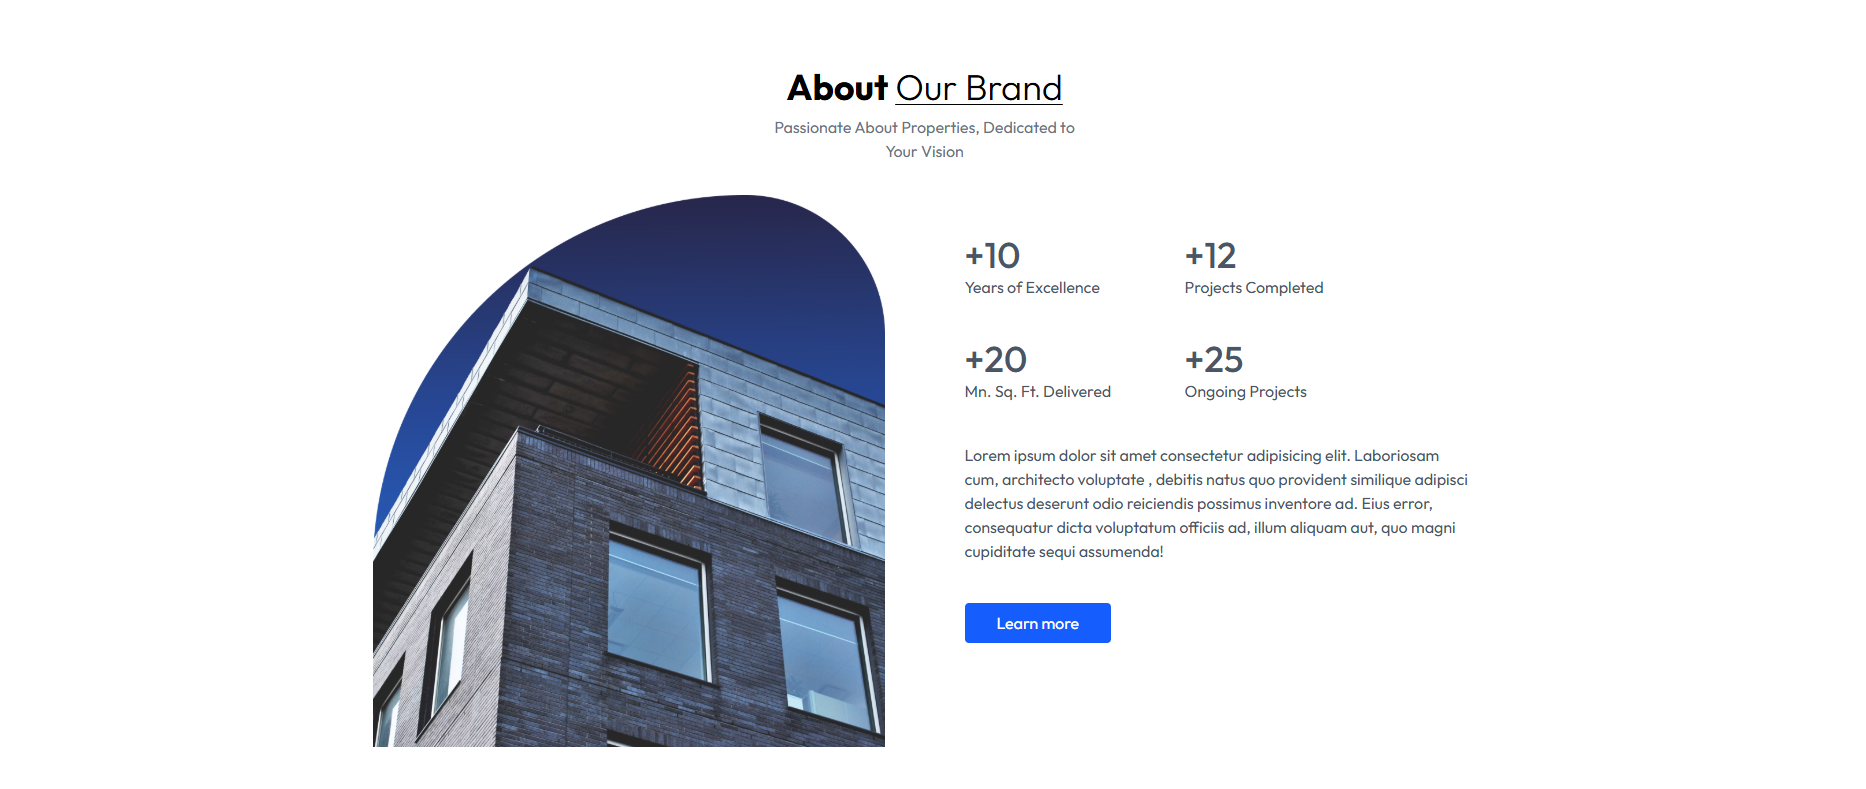 About Our Brand
Passionate About Properties, Dedicated to
Your Vision
+10
Years of Excellence
+12
Projects Completed
+20
Mn. Sq. Ft. Delivered
+25
Ongoing Projects
Lorem ipsum dolor sit amet consectetur adipisicing elit. Laboriosam
cum, architecto voluptate , debitis natus quo provident similique adipisci
delectus deserunt odio reiciendis possimus inventore ad. Eius error,
consequatur dicta voluptatum officiis ad, illum aliquam aut, quo magni
cupiditate sequi assumenda!
Learn more